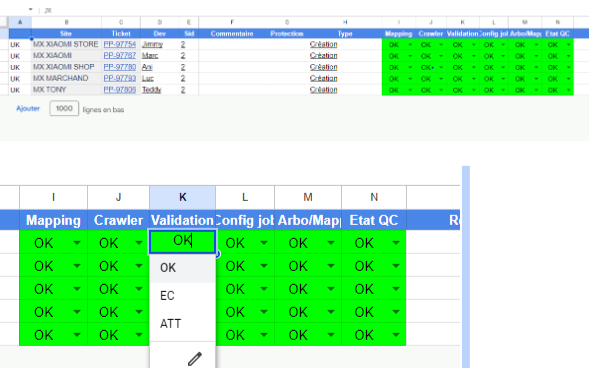 A B C D E F G H I J K L M N
Site Ticket Dev Sid Commentaire Protection Type Mapping Crawler Validation Config jol Arbo/Mapp Etat QC
UK MX XIAOMI STORE PP-97754 Jimmy 2 Création OK OK OK OK OK OK
UK MX XIAOMI PP-97767 Marc 2 Création OK OK OK OK OK OK
UK MX XIAOMI SHOP PP-97780 Ani 2 Création OK OK OK OK OK OK
UK MX MARCHAND PP-97793 Luc 2 Création OK OK OK OK OK OK
UK MX TONY PP-97806 Teddy 2 Création OK OK OK OK OK OK
Ajouter 1000 lignes en bas
I J K L M N
Mapping Crawler Validation Config jol Arbo/Mapp Etat QC R
OK OK OK OK OK OK
OK OK OK OK OK OK
OK OK EC OK OK OK
OK OK ATT OK OK OK
OK OK OK OK OK